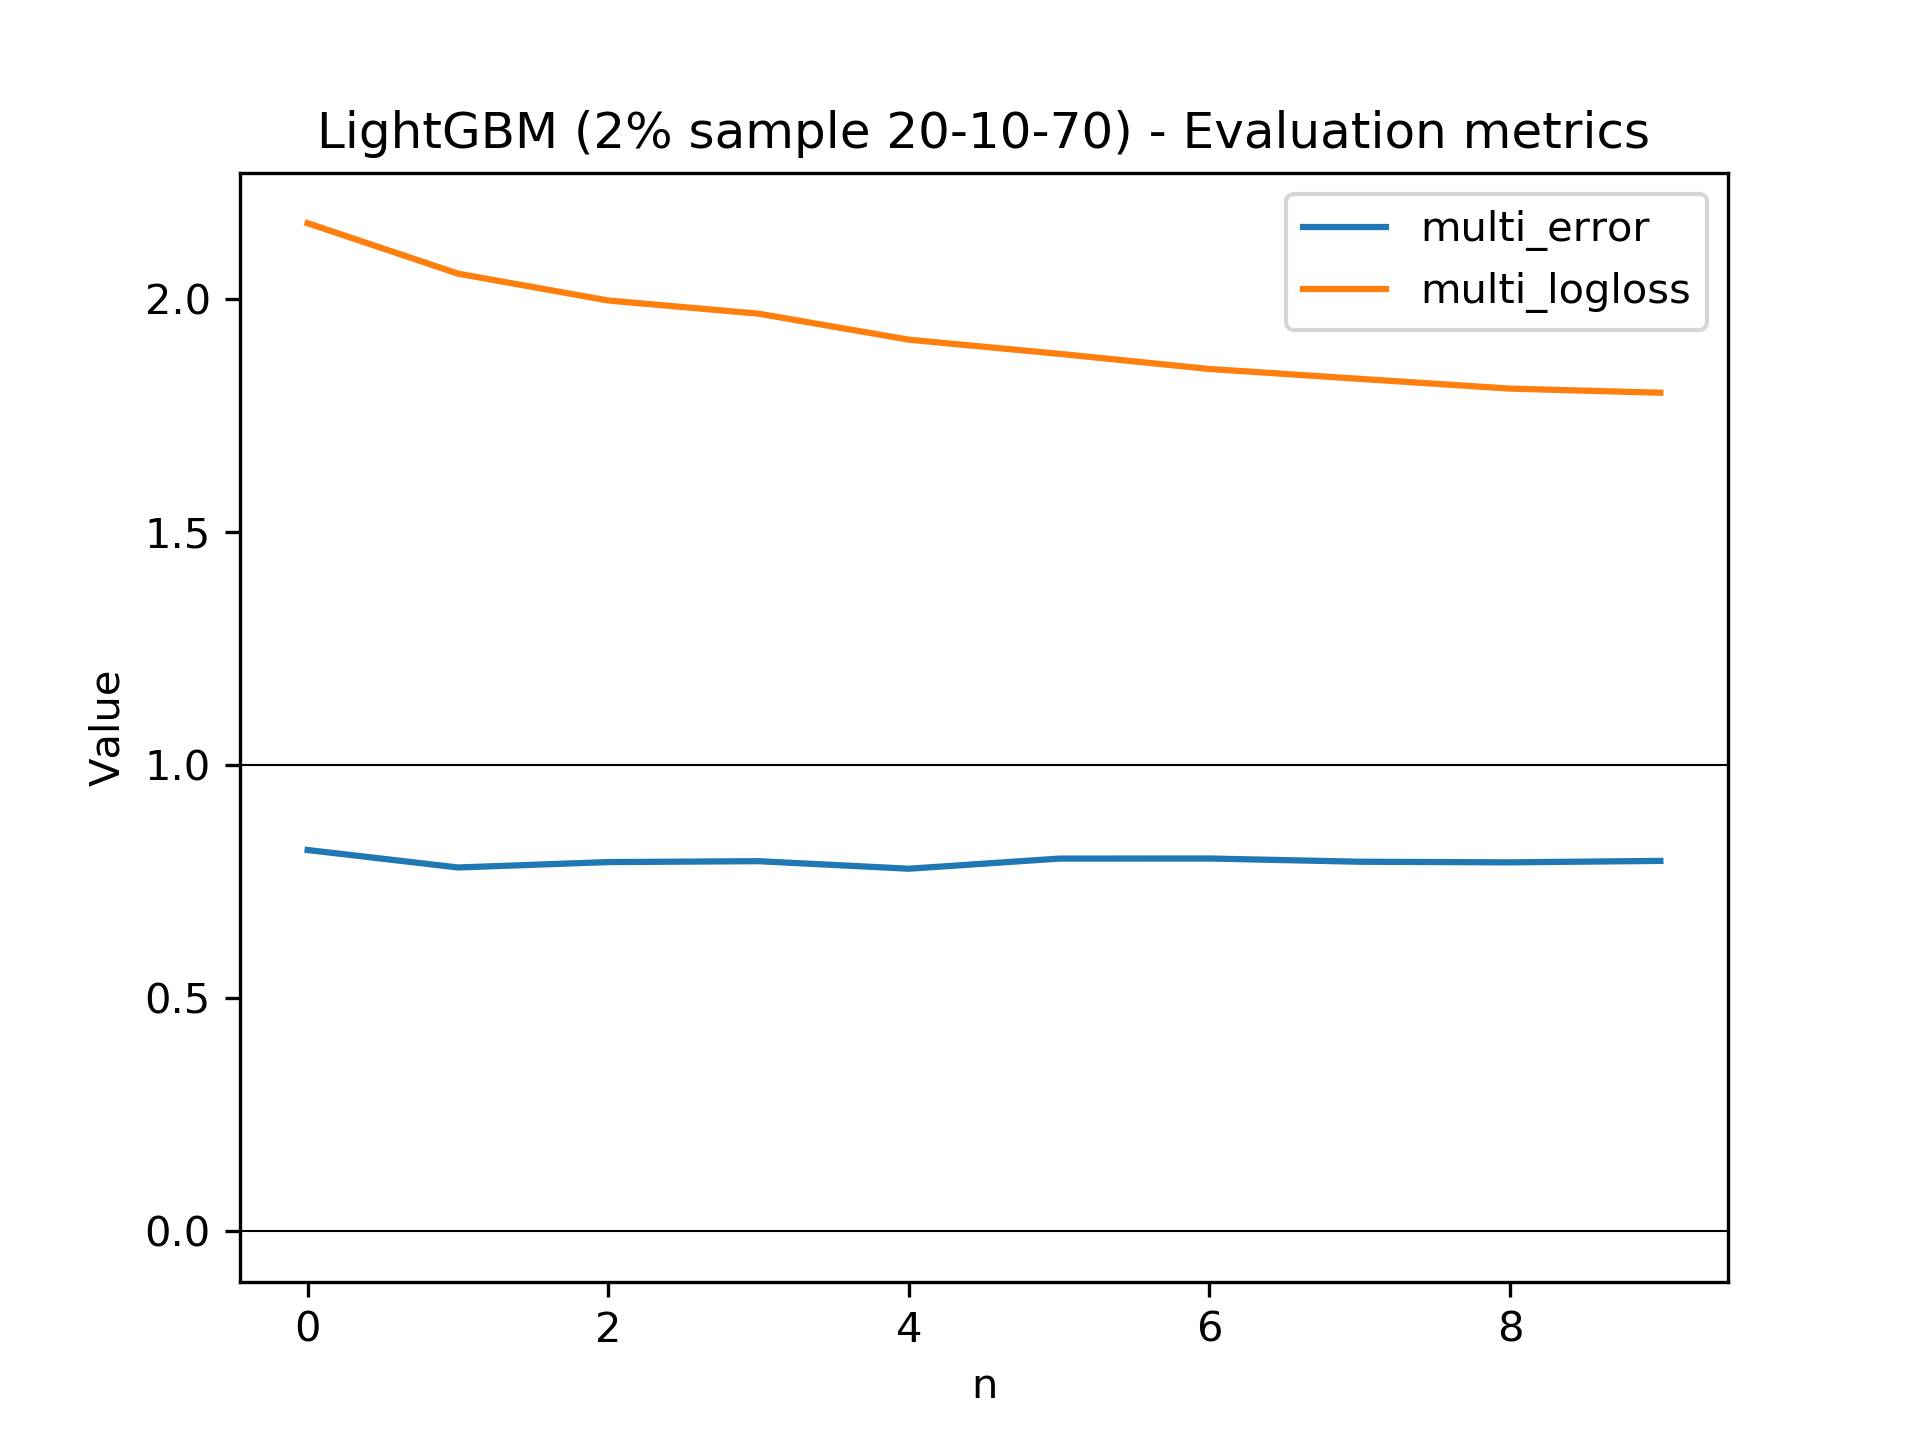 LightGBM (2% sample 20-10-70) - Evaluation metrics
multi_error
multi_logloss
2.0
1.5
1.0
0.5
0.0
Value
0 2 4 6 8
n